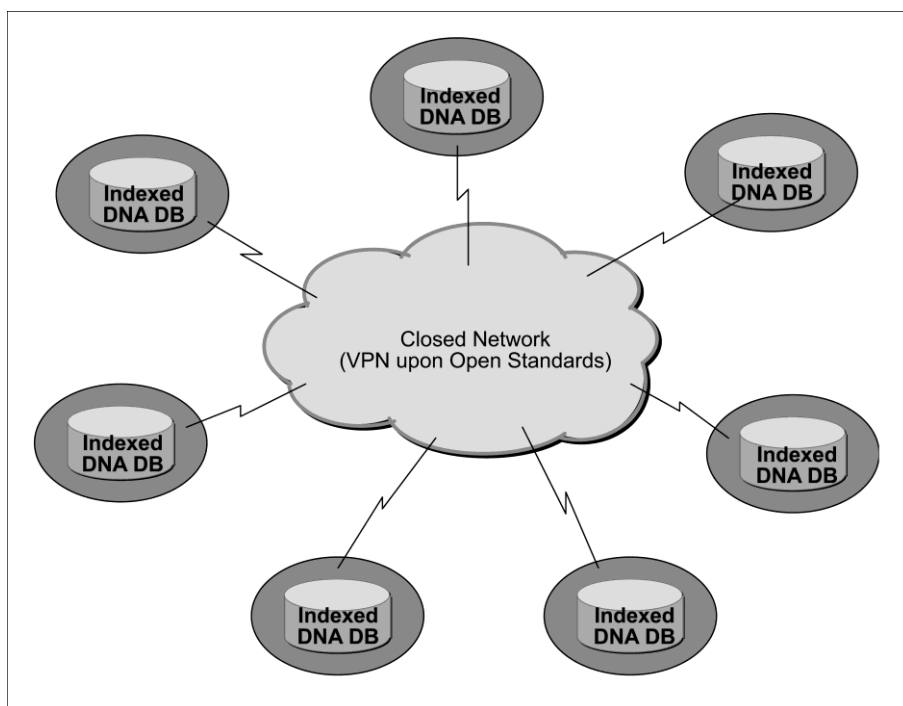 Indexed
DNA DB
Indexed
DNA DB
Indexed
DNA DB
Closed Network
(VPN upon Open Standards)
Indexed
DNA DB
Indexed
DNA DB
Indexed
DNA DB
Indexed
DNA DB